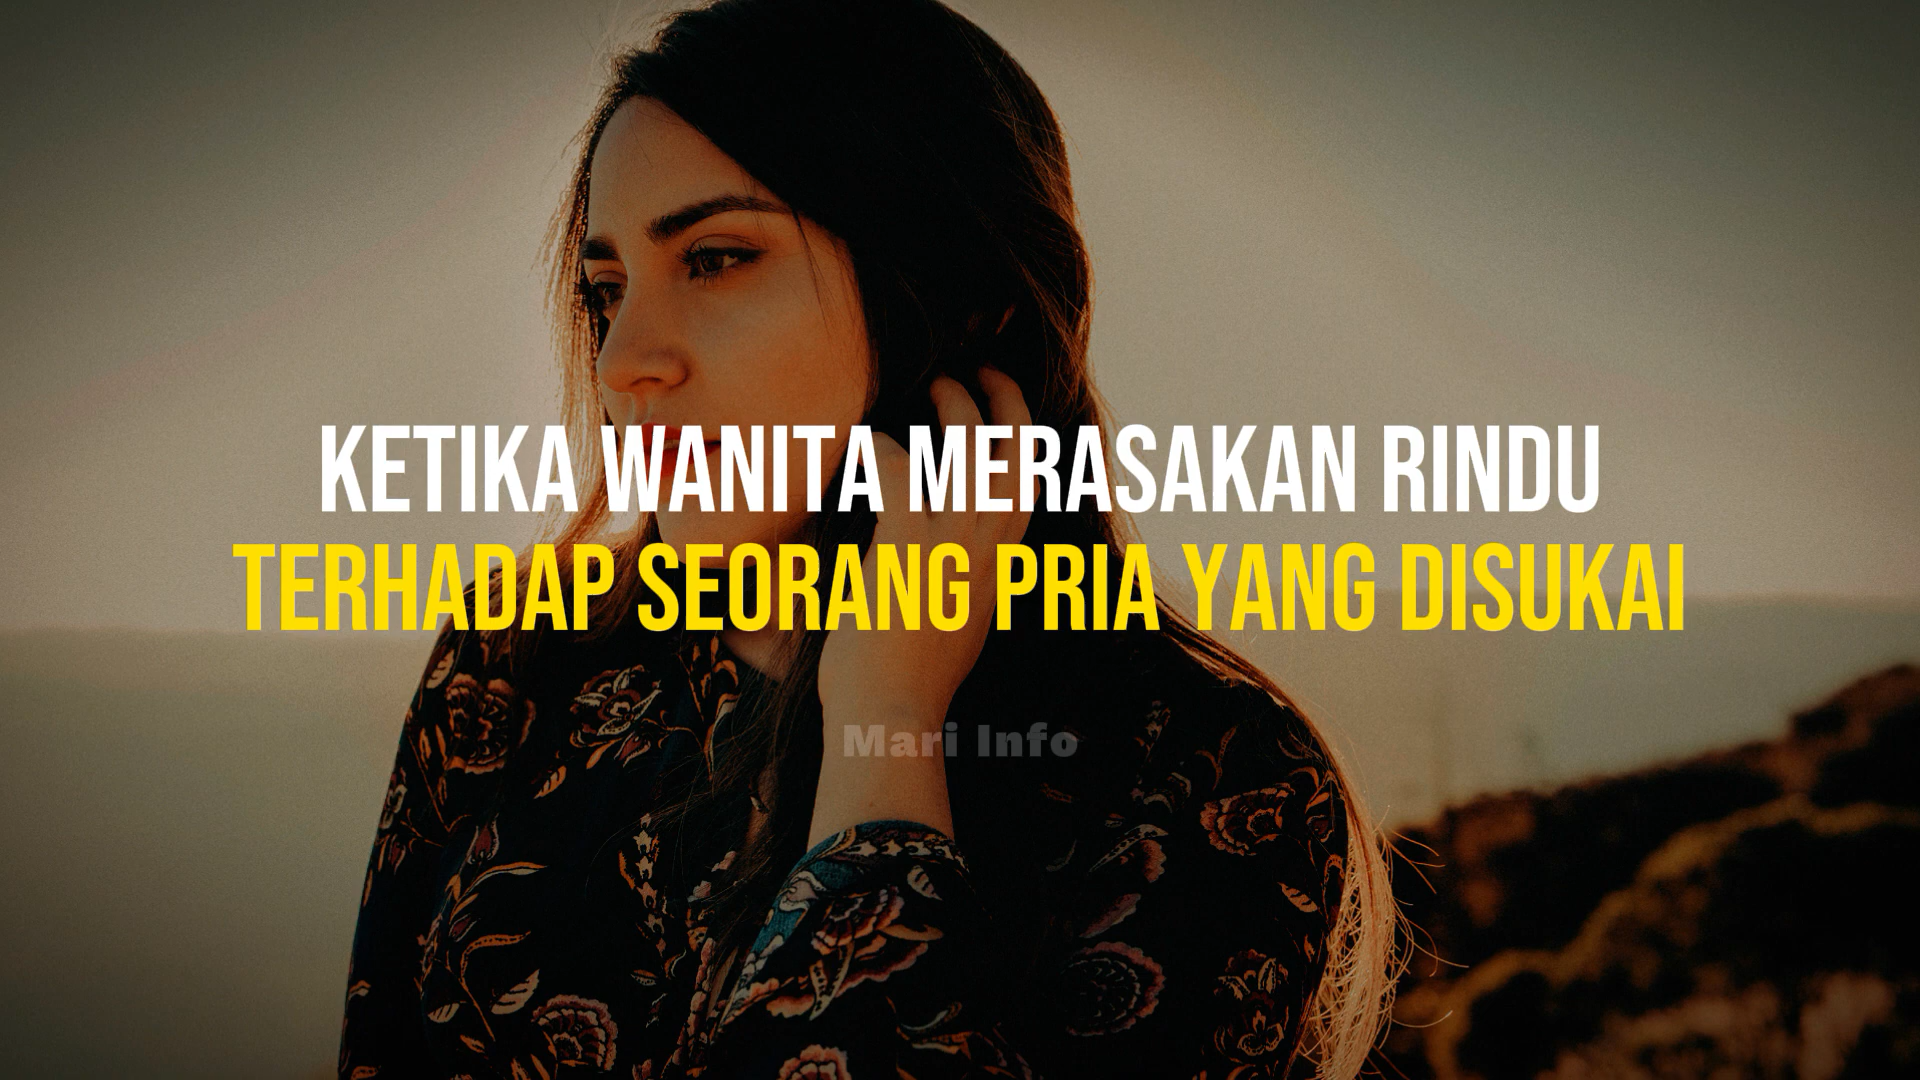 KETIKA WANITA MERASAKAN RINDU
TERHADAP SEORANG PRIA YANG DISUKAI
Mari Info